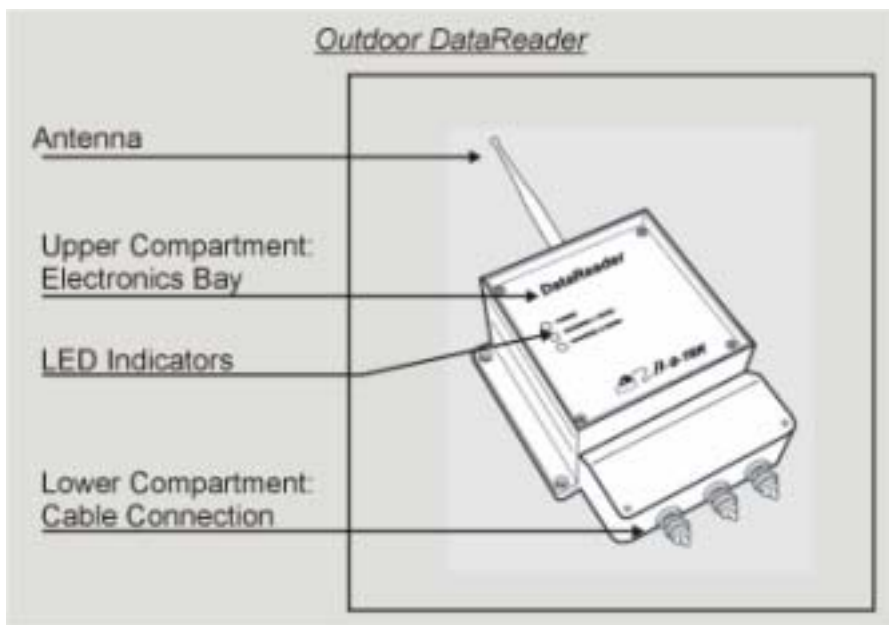 Outdoor DataReader
Antenna
Upper Compartment:
Electronics Bay
DataReader
LED Indicators
Lower Compartment:
Cable Connection